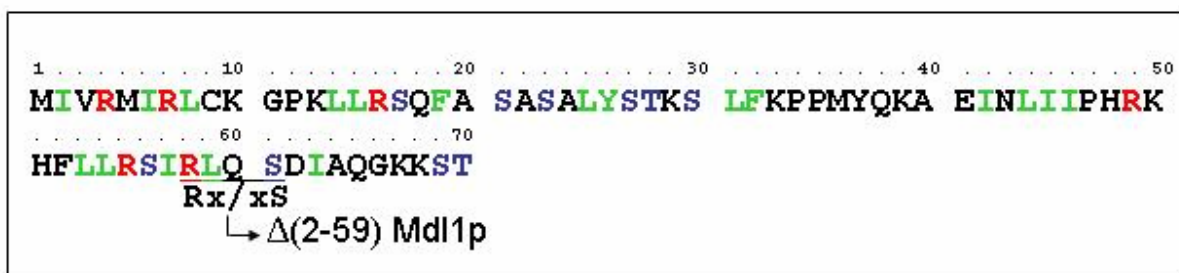 1 . . . . . . . . 10 . . . . . . . . . 20 . . . . . . . . . 30 . . . . . . . . . 40 . . . . . . . . . 50
MIVRMIRLCK GPKLLRSQFA SASALYSTKS LFKPPMYQKA EINLIIPHRK
. . . . . . . . . 60 . . . . . . . . . 70
HFLLRSIRLQ SDIAQGKKST
Rx/xS
Δ(2-59) Mdl1p